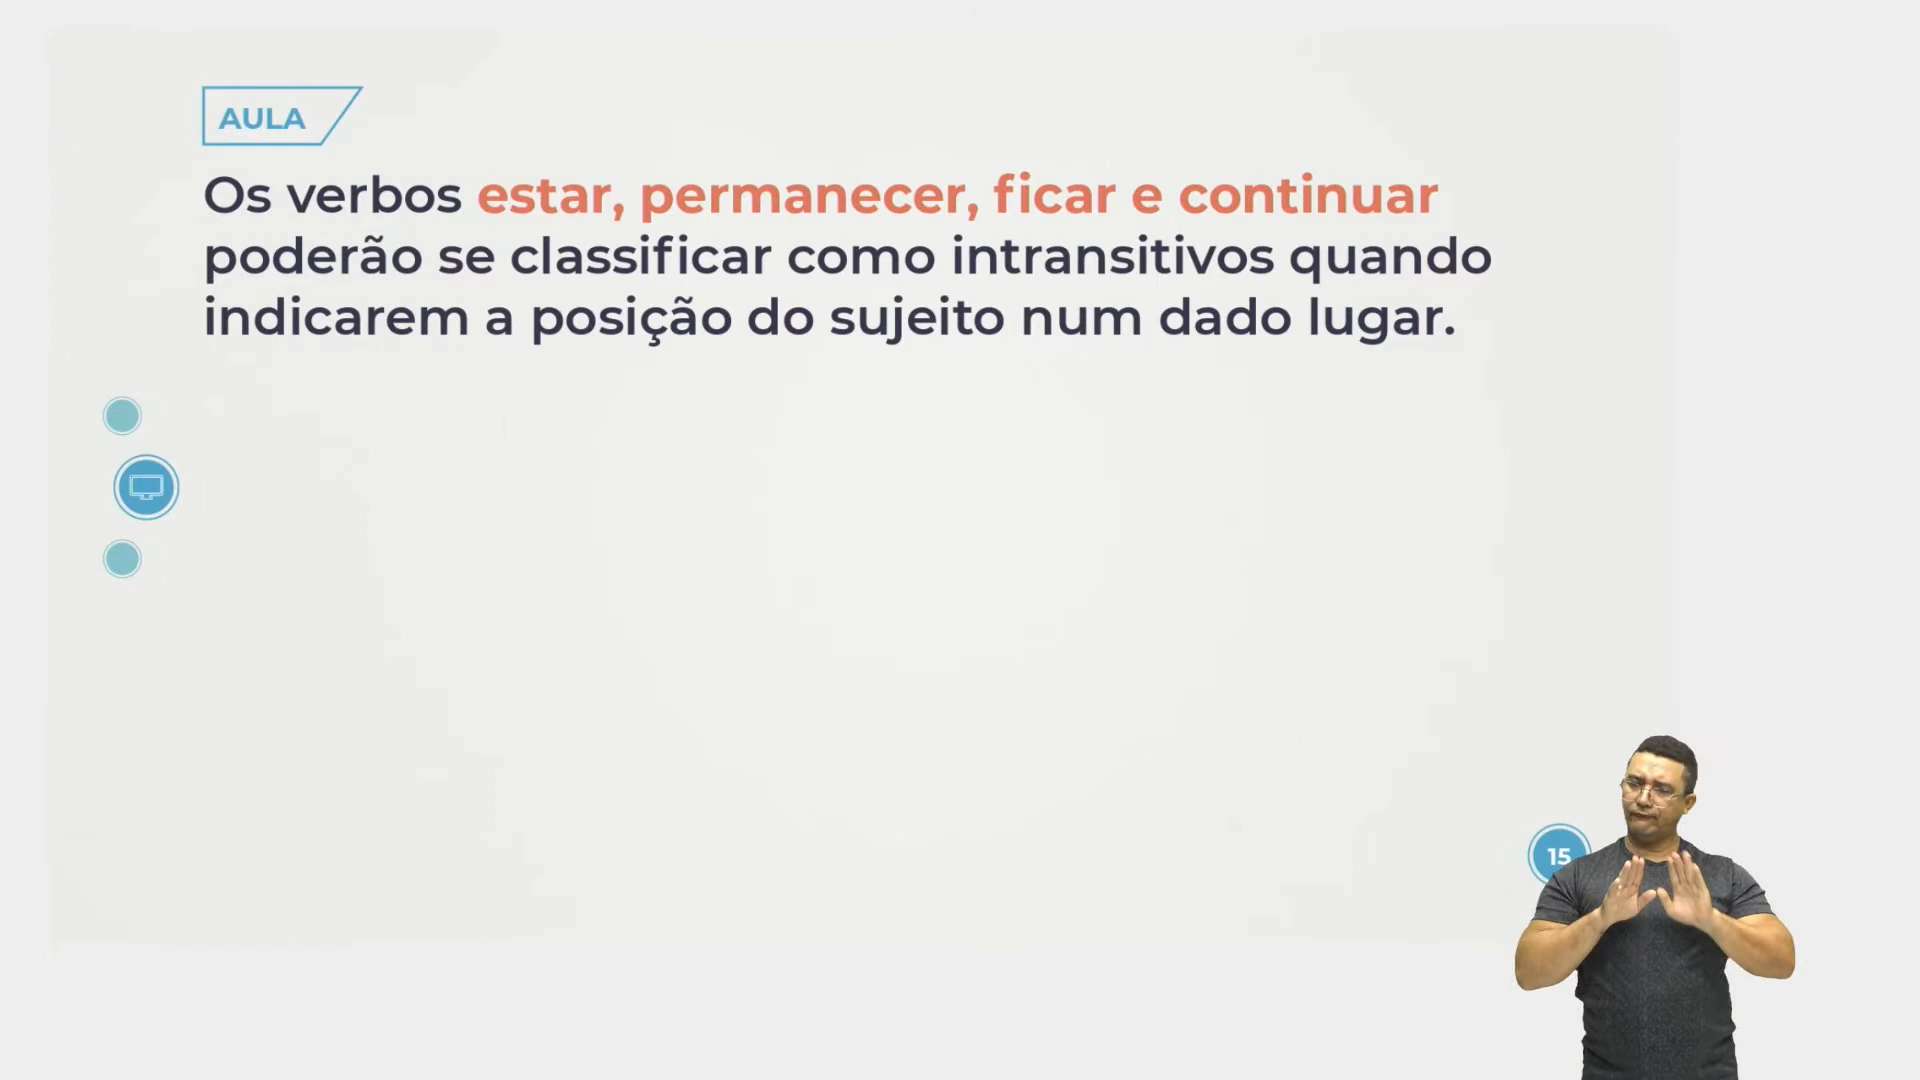 AULA
Os verbos estar, permanecer, ficar e continuar
poderão se classificar como intransitivos quando
indicarem a posição do sujeito num dado lugar.
15